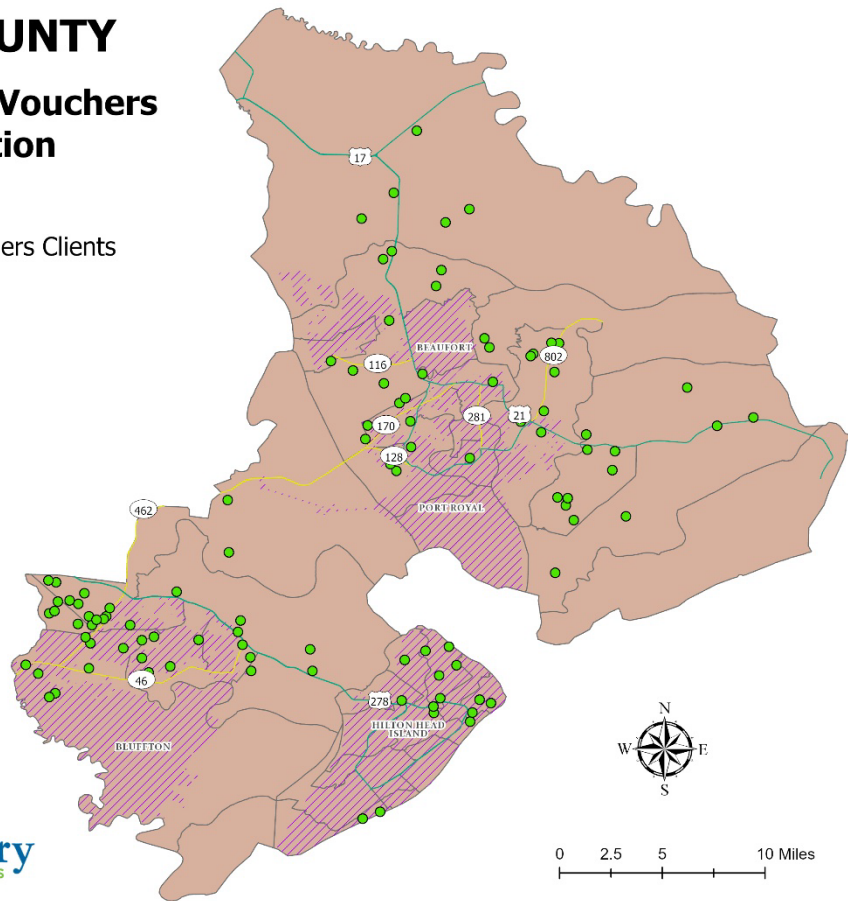 OUNTY
Vouchers
tion
ers Clients
17
BEAUFORT
116
802
170
281
21
128
PORT ROYAL
462
46
278
HILTON HEAD
ISLAND
BLUFFTON
N
W
E
S
0 2.5 5 10 Miles
ry
s